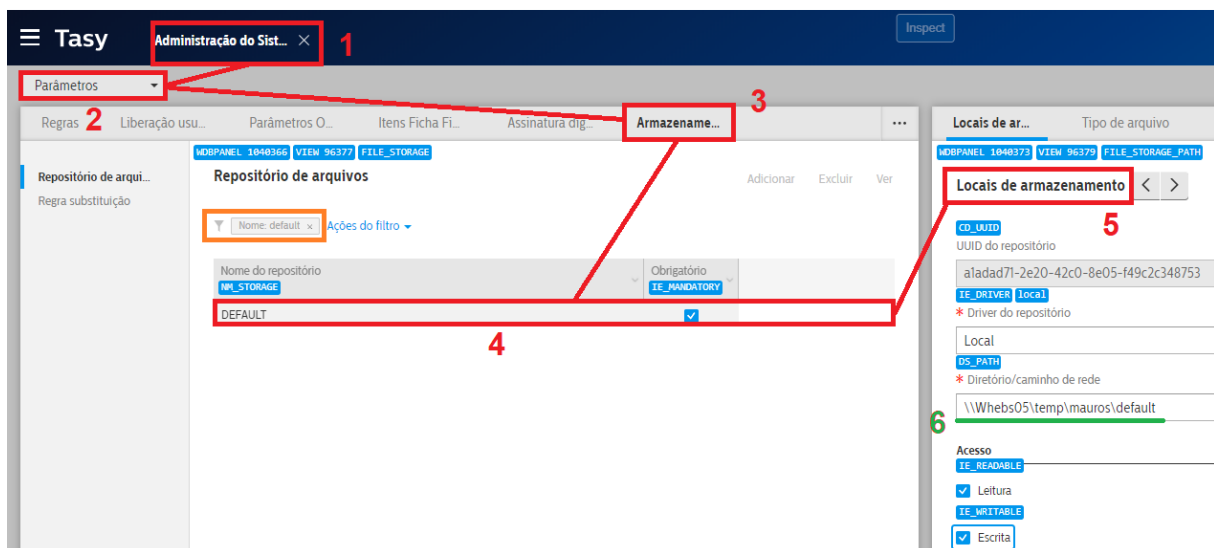 Inspect
Tasy
Administração do Sist...
1
Parâmetros
2
3
Regras
Liberação usu...
Parâmetros O...
Itens Ficha Fi...
Assinatura dig...
Armazename...
...
Locais de ar...
Tipo de arquivo
WDBPANEL 1040366 VIEW 96377 FILE_STORAGE
WDBPANEL 1040373 VIEW 96379 FILE_STORAGE_PATH
Repositório de arqui...
Regra substituição
Repositório de arquivos
Adicionar
Excluir
Ver
Locais de armazenamento
5
Nome: default x
Ações do filtro
CD_UUID
UUID do repositório
a1adad71-2e20-42c0-8e05-f49c2c348753
Nome do repositório
NM_STORAGE
Obrigatório
IE_MANDATORY
DEFAULT
4
IE_DRIVER local
* Driver do repositório
Local
DS_PATH
* Diretório/caminho de rede
\\Whebs05\temp\mauros\default
6
Acesso
IE_READABLE
Leitura
IE_WRITABLE
Escrita